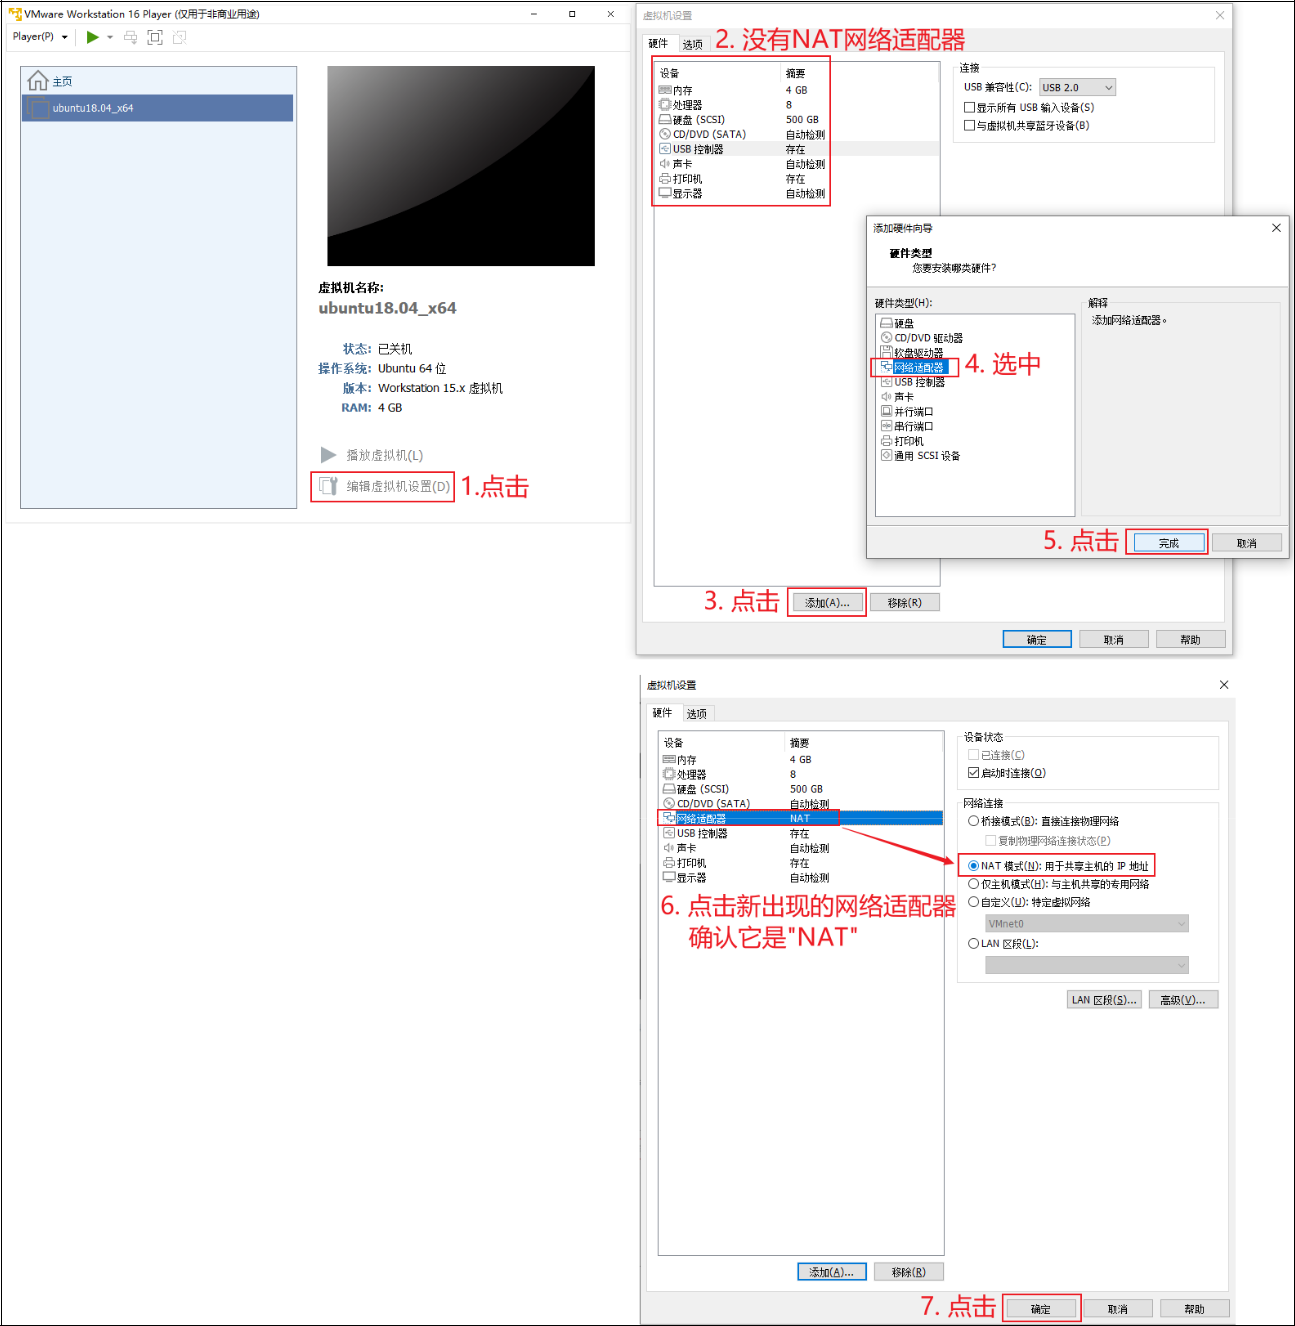 VMware Workstation 16 Player (仅用于非商业用途)
Player(P)
主页
ubuntu18.04_x64
虚拟机名称:
ubuntu18.04_x64
状态: 已关机
操作系统: Ubuntu 64 位
版本: Workstation 15.x 虚拟机
RAM: 4 GB
播放虚拟机(L)
编辑虚拟机设置(D)
1.点击
虚拟机设置
硬件 选项
2. 没有NAT网络适配器
设备 摘要
内存 4 GB
处理器 8
硬盘 (SCSI) 500 GB
CD/DVD (SATA) 自动检测
USB 控制器 存在
声卡 自动检测
打印机 存在
显示器 自动检测
连接
USB 兼容性(C): USB 2.0
显示所有 USB 输入设备(S)
与虚拟机共享蓝牙设备(B)
添加硬件向导
硬件类型
您要安装哪类硬件?
硬件类型(H):
硬盘
CD/DVD 驱动器
软盘驱动器
网络适配器
USB 控制器
声卡
并行端口
串行端口
打印机
通用 SCSI 设备
4. 选中
解释
添加网络适配器。
5. 点击
完成 取消
3. 点击
添加(A)... 移除(R)
确定 取消 帮助
虚拟机设置
硬件 选项
设备 摘要
内存 4 GB
处理器 8
硬盘 (SCSI) 500 GB
CD/DVD (SATA) 自动检测
网络适配器 NAT
USB 控制器 存在
声卡 自动检测
打印机 存在
显示器 自动检测
6. 点击新出现的网络适配器
确认它是"NAT"
设备状态
已连接(C)
启动时连接(O)
网络连接
桥接模式(B): 直接连接物理网络
复制物理网络连接状态(P)
NAT 模式(N): 用于共享主机的 IP 地址
仅主机模式(H): 与主机共享的专用网络
自定义(U): 特定虚拟网络
VMnet0
LAN 区段(L):
LAN 区段(S)... 高级(V)...
添加(A)... 移除(R)
7. 点击
确定 取消 帮助